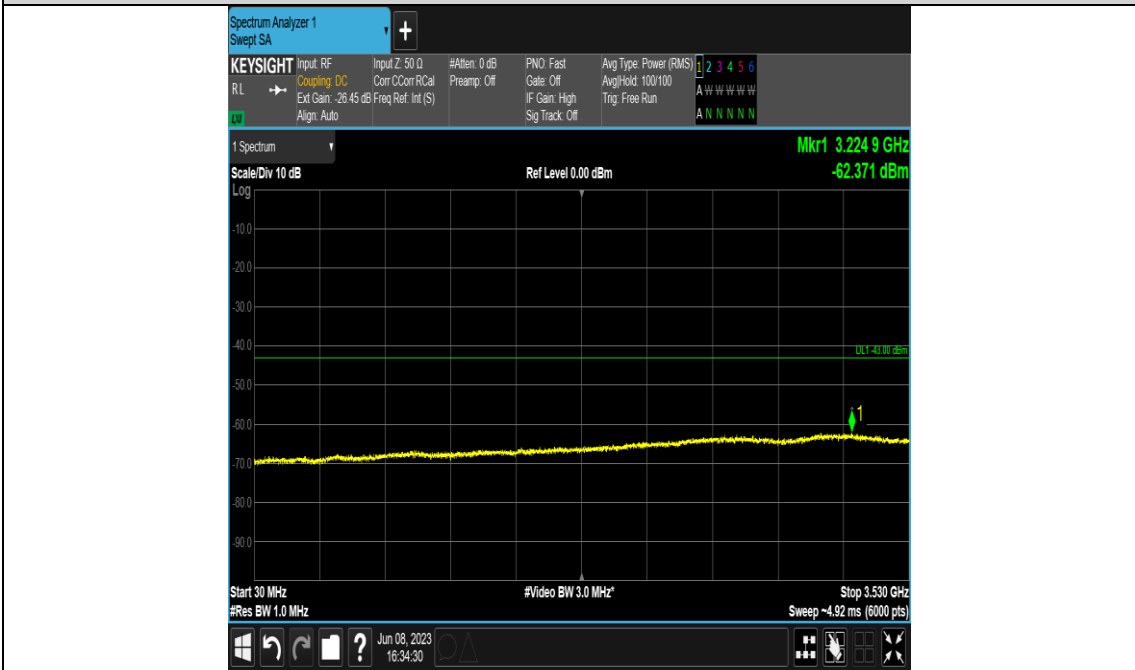 Spectrum Analyzer 1
Swept SA
+
KEYSIGHT
RL
LXI
Input: RF
Coupling: DC
Ext Gain: -26.45 dB
Align: Auto
Input Z: 50 Ω
Corr CCorr RCal
Freq Ref: Int (S)
#Atten: 0 dB
Preamp: Off
PNO: Fast
Gate: Off
IF Gain: High
Sig Track: Off
Avg Type: Power (RMS)
Avg|Hold: 100/100
Trig: Free Run
1 2 3 4 5 6
A W W W W W
A N N N N N
1 Spectrum
Scale/Div 10 dB
Ref Level 0.00 dBm
Mkr1 3.224 9 GHz
-62.371 dBm
Log
-10.0
-20.0
-30.0
-40.0
DL1 -43.00 dBm
-50.0
1
-60.0
-70.0
-80.0
-90.0
Start 30 MHz
#Video BW 3.0 MHz*
Stop 3.530 GHz
#Res BW 1.0 MHz
Sweep ~4.92 ms (6000 pts)
?
Jun 08, 2023
16:34:30